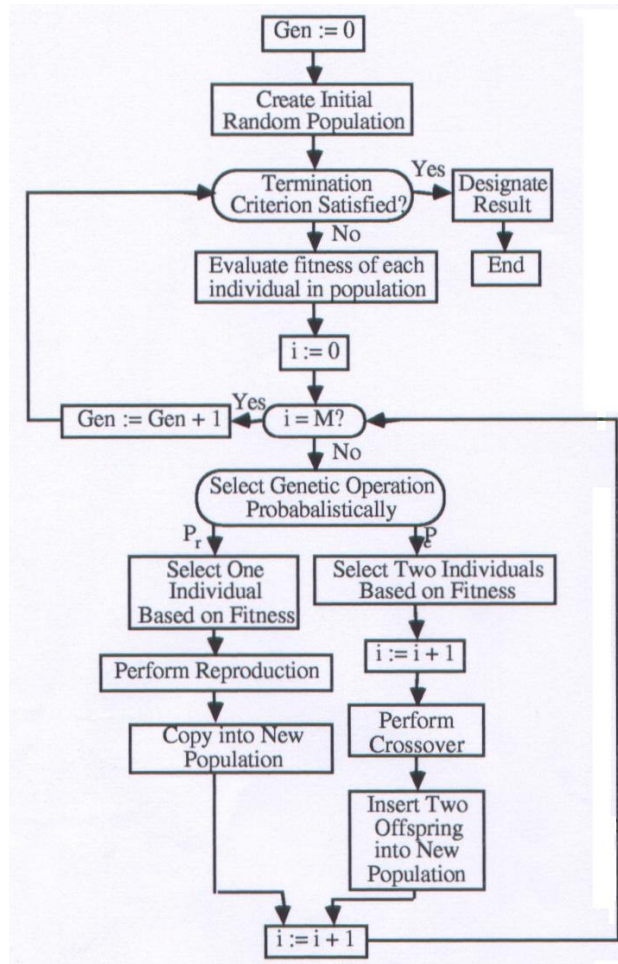 Gen := 0
Create Initial
Random Population
Termination
Criterion Satisfied?
Yes
Designate
Result
End
No
Evaluate fitness of each
individual in population
i := 0
Gen := Gen + 1
Yes
i = M?
No
Select Genetic Operation
Probabalistically
Pr
Pc
Select One
Individual
Based on Fitness
Select Two Individuals
Based on Fitness
Perform Reproduction
i := i + 1
Copy into New
Population
Perform
Crossover
Insert Two
Offspring
into New
Population
i := i + 1